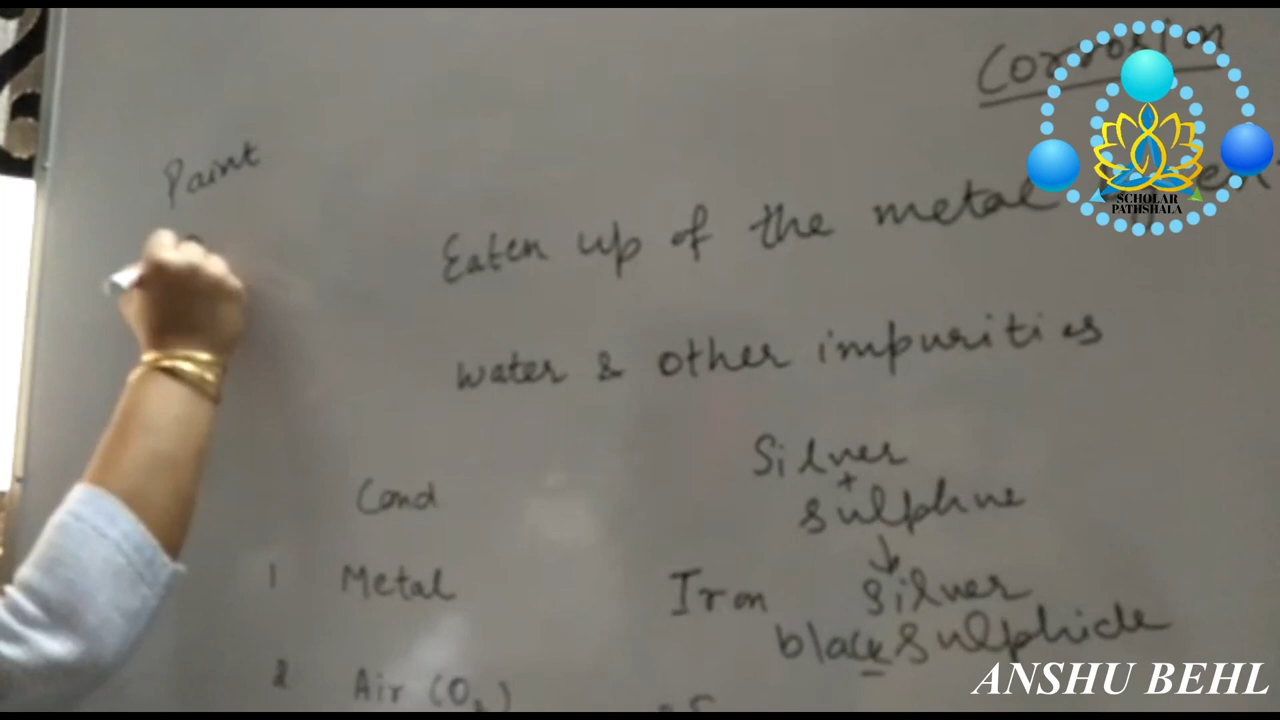 Corrosion
Paint
Eaten up of the metal
water & other impurities
Silver
+
sulphur
Cond
1 Metal
Iron silver
black sulphide
2 Air (O2)
SCHOLAR
PATHSHALA
ANSHU BEHL